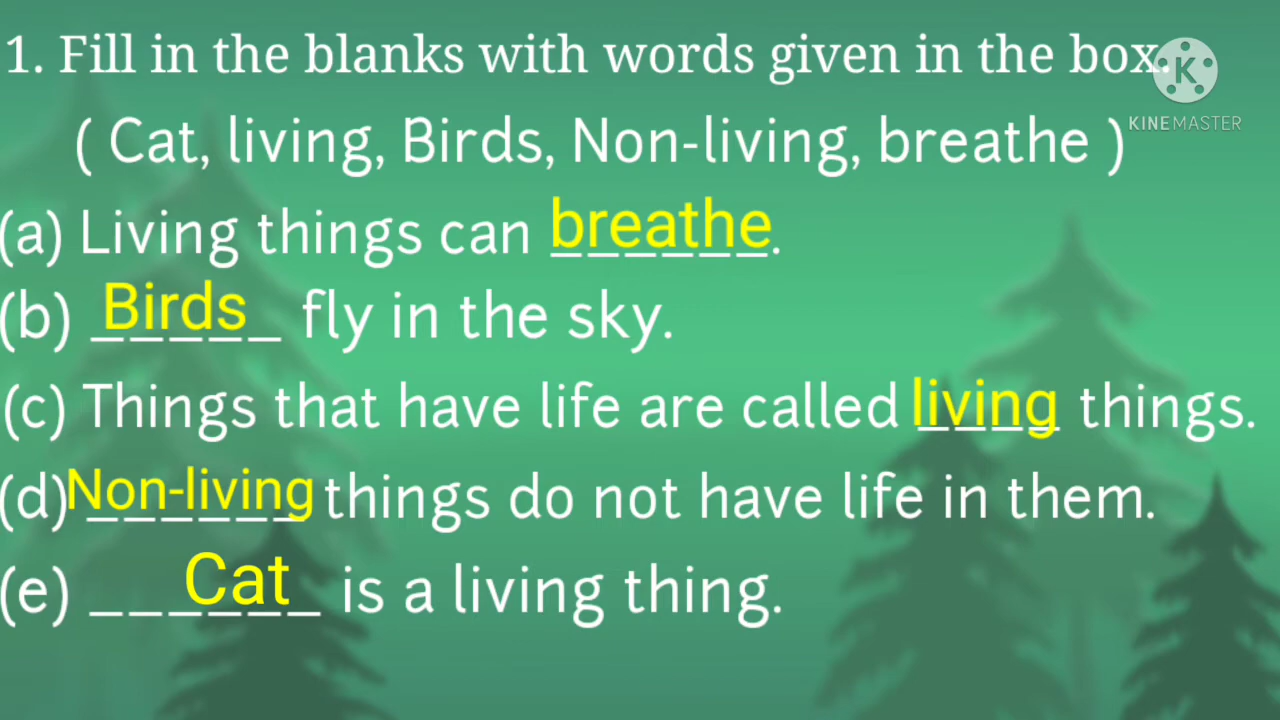 1. Fill in the blanks with words given in the box.
K
KINEMASTER
( Cat, living, Birds, Non-living, breathe )
(a) Living things can breathe.
(b) Birds fly in the sky.
(c) Things that have life are called living things.
(d) Non-living things do not have life in them.
(e) Cat is a living thing.